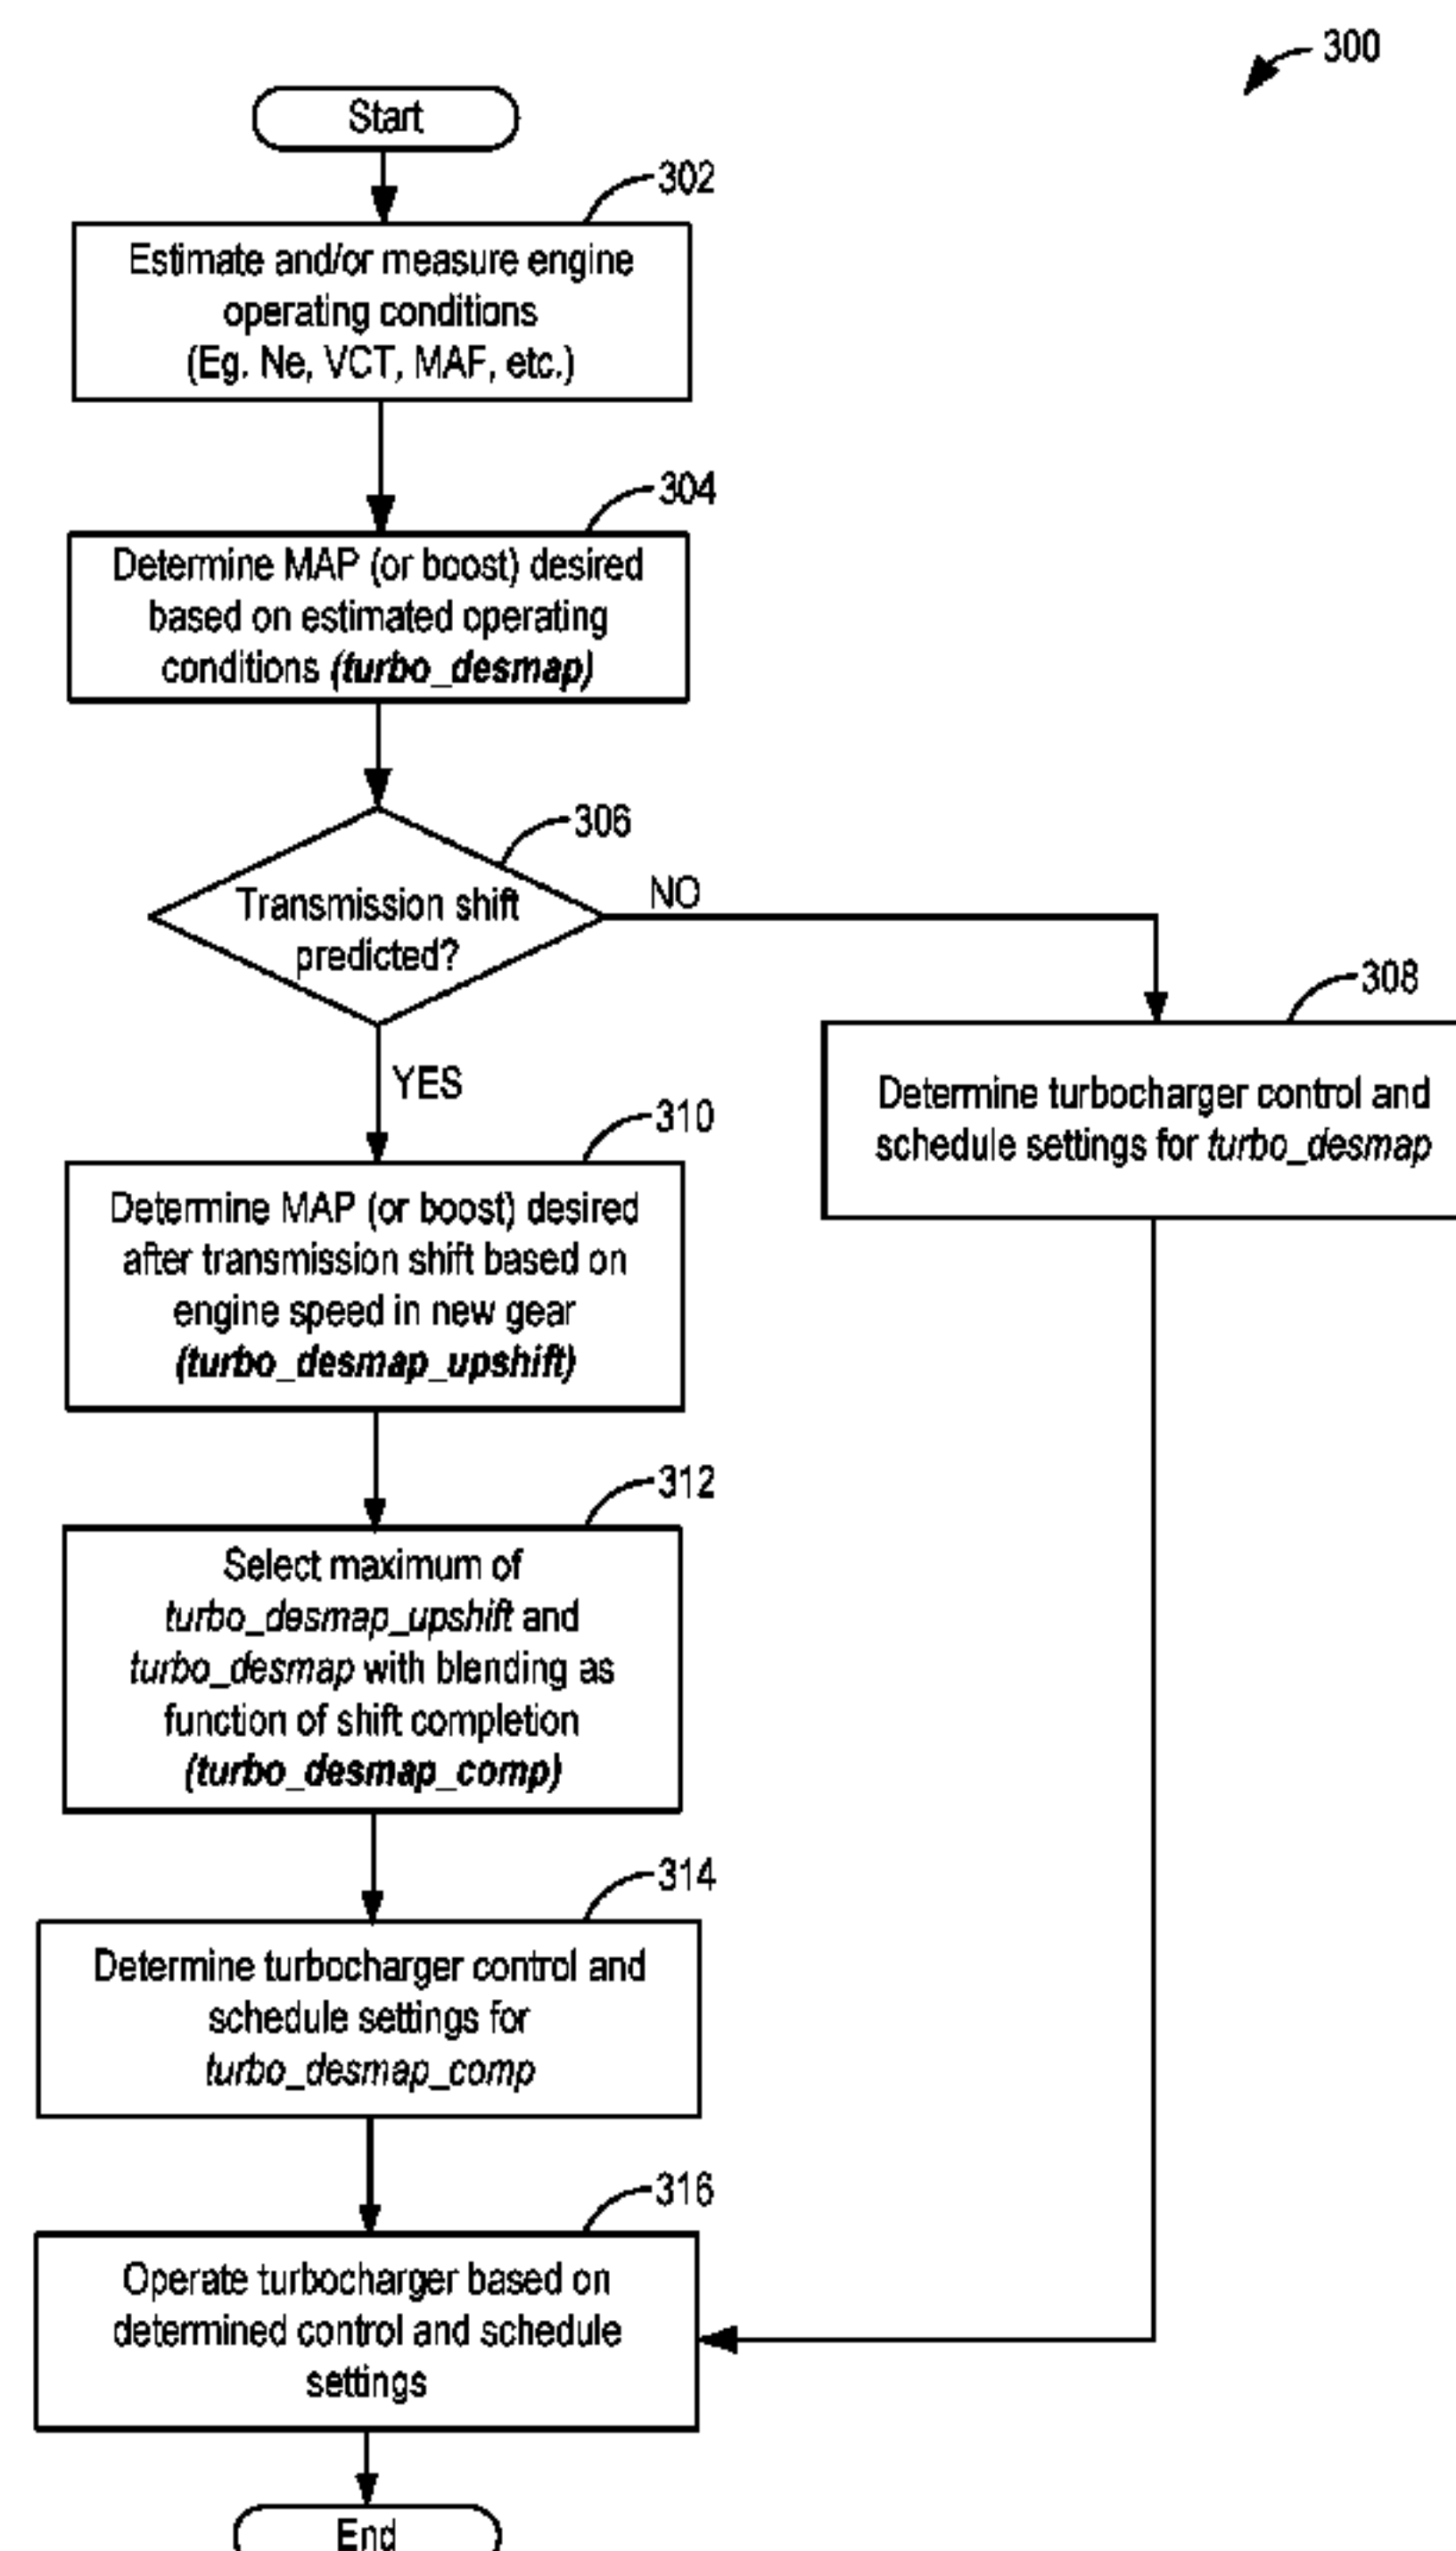 300
Start
302
Estimate and/or measure engine
operating conditions
(Eg. Ne, VCT, MAF, etc.)
304
Determine MAP (or boost) desired
based on estimated operating
conditions (turbo_desmap)
306
Transmission shift
predicted?
NO
YES
308
Determine turbocharger control and
schedule settings for turbo_desmap
310
Determine MAP (or boost) desired
after transmission shift based on
engine speed in new gear
(turbo_desmap_upshift)
312
Select maximum of
turbo_desmap_upshift and
turbo_desmap with blending as
function of shift completion
(turbo_desmap_comp)
314
Determine turbocharger control and
schedule settings for
turbo_desmap_comp
316
Operate turbocharger based on
determined control and schedule
settings
End